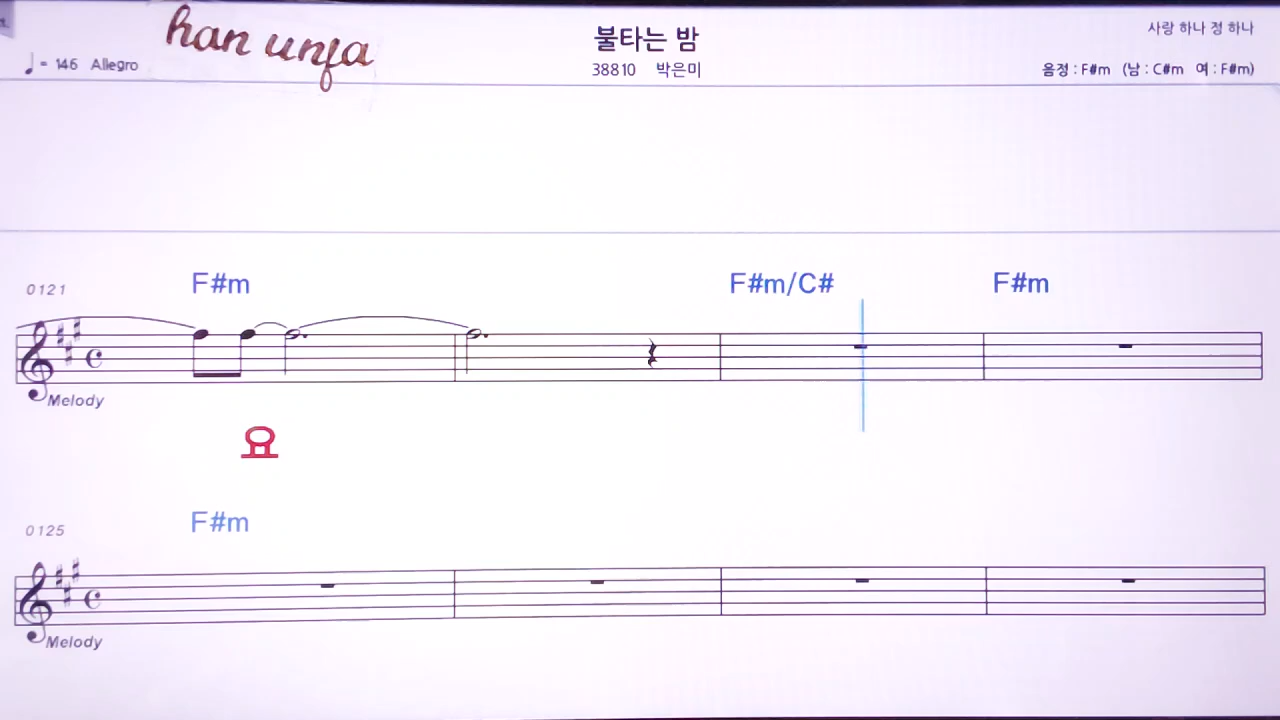 han unfa
불타는 밤
사랑 하나 정 하나
♩ = 146 Allegro
38810 박은미
음정 : F#m (남 : C#m 여 : F#m)
0121
F#m
F#m/C#
F#m
Melody
요
0125
F#m
Melody